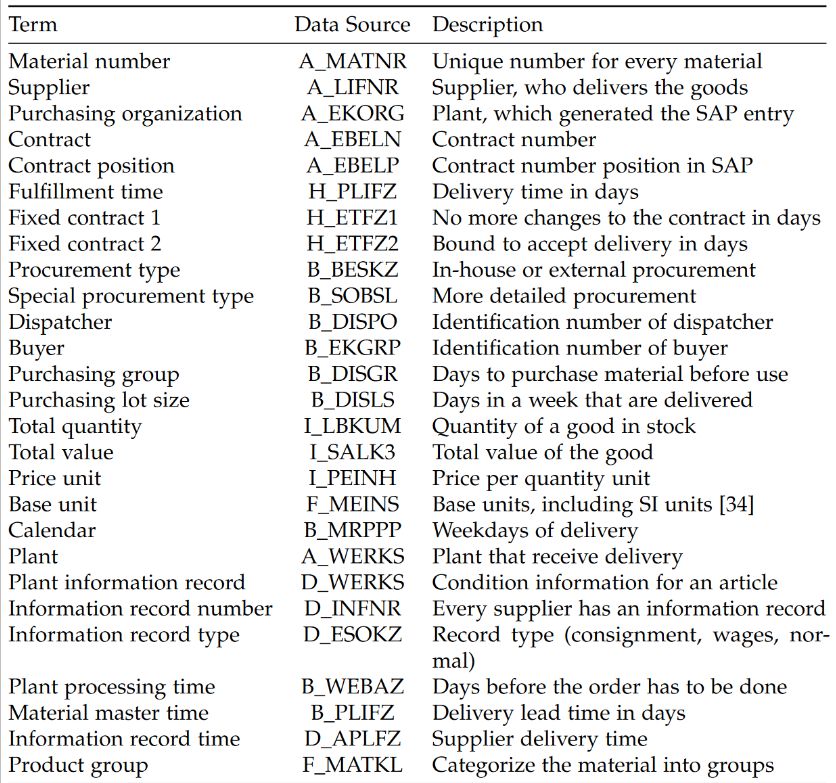 Term Data Source Description
Material number A_MATNR Unique number for every material
Supplier A_LIFNR Supplier, who delivers the goods
Purchasing organization A_EKORG Plant, which generated the SAP entry
Contract A_EBELN Contract number
Contract position A_EBELP Contract number position in SAP
Fulfillment time H_PLIFZ Delivery time in days
Fixed contract 1 H_ETFZ1 No more changes to the contract in days
Fixed contract 2 H_ETFZ2 Bound to accept delivery in days
Procurement type B_BESKZ In-house or external procurement
Special procurement type B_SOBSL More detailed procurement
Dispatcher B_DISPO Identification number of dispatcher
Buyer B_EKGRP Identification number of buyer
Purchasing group B_DISGR Days to purchase material before use
Purchasing lot size B_DISLS Days in a week that are delivered
Total quantity I_LBKUM Quantity of a good in stock
Total value I_SALK3 Total value of the good
Price unit I_PEINH Price per quantity unit
Base unit F_MEINS Base units, including SI units [34]
Calendar B_MRPPP Weekdays of delivery
Plant A_WERKS Plant that receive delivery
Plant information record D_WERKS Condition information for an article
Information record number D_INFNR Every supplier has an information record
Information record type D_ESOKZ Record type (consignment, wages, nor-
mal)
Plant processing time B_WEBAZ Days before the order has to be done
Material master time B_PLIFZ Delivery lead time in days
Information record time D_APLFZ Supplier delivery time
Product group F_MATKL Categorize the material into groups